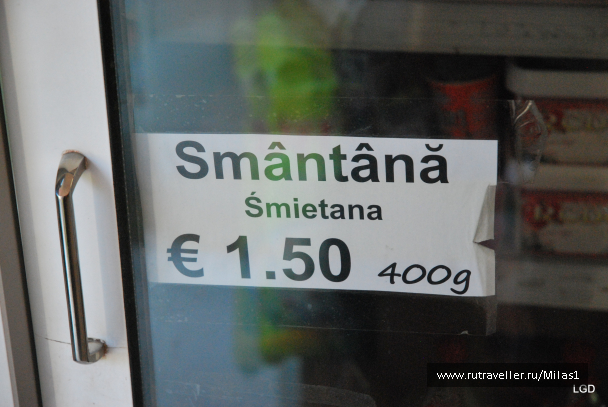 Smântână
Śmietana
€ 1.50 400g
www.rutraveller.ru/Milas1
LGD